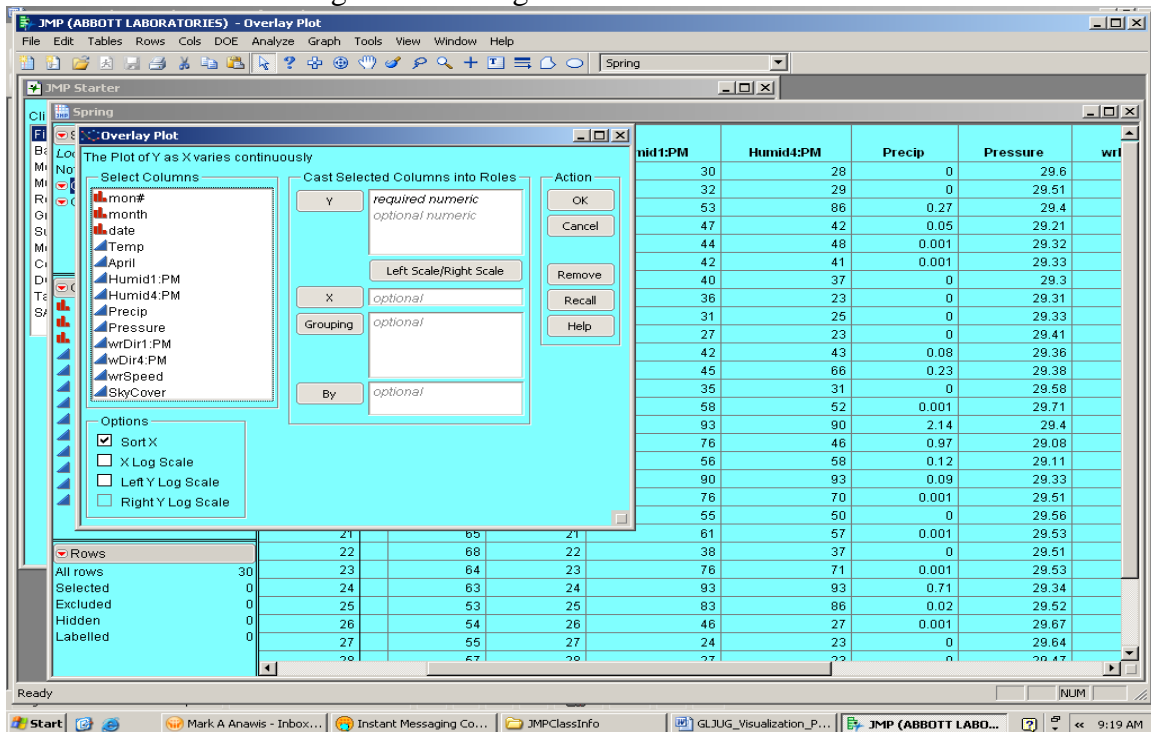 JMP (ABBOTT LABORATORIES) - Overlay Plot
File Edit Tables Rows Cols DOE Analyze Graph Tools View Window Help
Spring
JMP Starter
Spring
Overlay Plot
The Plot of Y as X varies continuously
Select Columns
mon#
month
date
Temp
April
Humid1:PM
Humid4:PM
Precip
Pressure
wrDir1:PM
wDir4:PM
wrSpeed
SkyCover
Options
Sort X
X Log Scale
Left Y Log Scale
Right Y Log Scale
Cast Selected Columns into Roles
Y required numeric
optional numeric
Left Scale/Right Scale
X optional
Grouping optional
By optional
Action
OK
Cancel
Remove
Recall
Help
nid1:PM Humid4:PM Precip Pressure
30 28 0 29.6
32 29 0 29.51
53 86 0.27 29.4
47 42 0.05 29.21
44 48 0.001 29.32
42 41 0.001 29.33
40 37 0 29.3
36 23 0 29.31
31 25 0 29.33
27 23 0 29.41
42 43 0.08 29.36
45 66 0.23 29.38
35 31 0 29.58
58 52 0.001 29.71
93 90 2.14 29.4
76 46 0.97 29.08
56 58 0.12 29.11
90 93 0.09 29.33
76 70 0.001 29.51
55 50 0 29.56
21 65 21 61 57 0.001 29.53
22 68 22 38 37 0 29.51
23 64 23 76 71 0.001 29.53
24 63 24 93 93 0.71 29.34
25 53 25 83 86 0.02 29.52
26 54 26 46 27 0.001 29.67
27 55 27 24 23 0 29.64
28 57 28 27 22 0 29.47
Rows
All rows 30
Selected 0
Excluded 0
Hidden 0
Labelled 0
Ready
NUM
Start Mark A Anawis - Inbox... Instant Messaging Co... JMPClassInfo GLJUG_Visualization_P... JMP (ABBOTT LABO... 9:19 AM